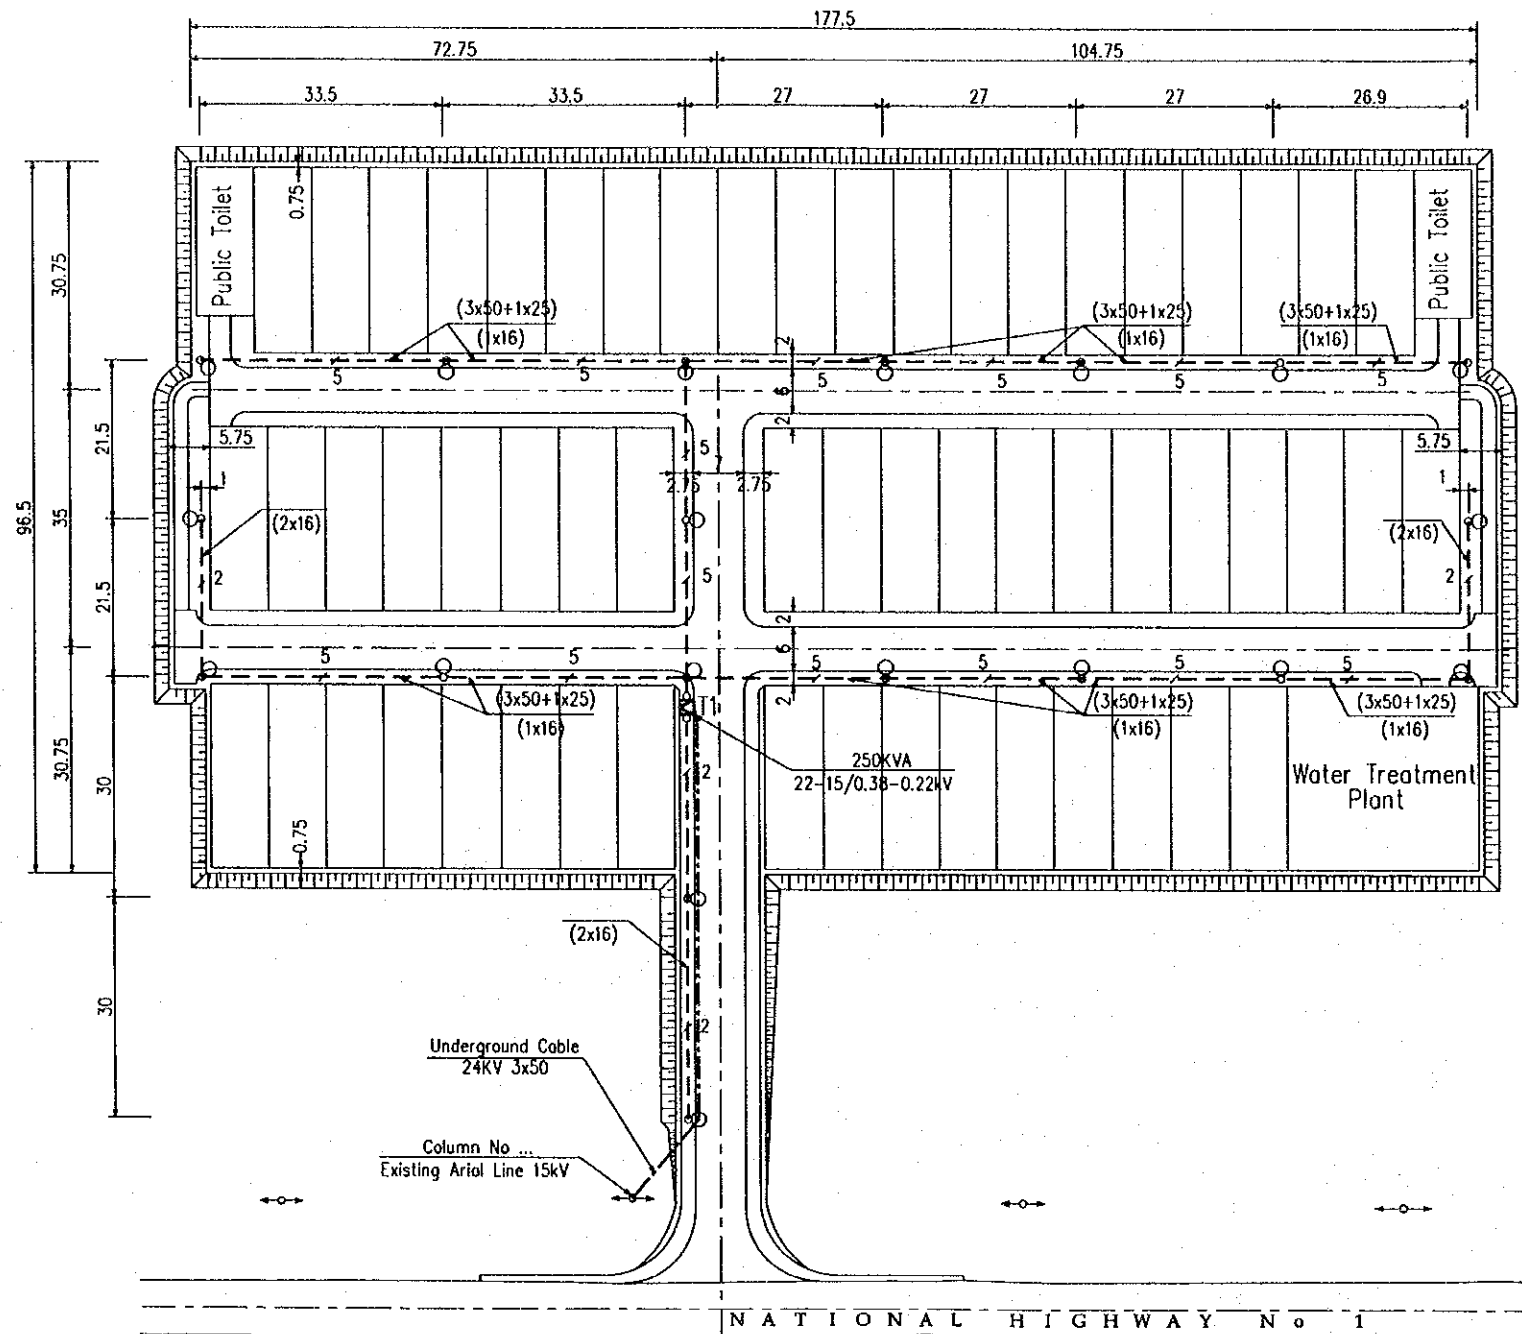 177.5
72.75
104.75
33.5
33.5
27
27
27
26.9
96.5
30.75
35
30.75
21.5
21.5
30
30
0.75
Public Toilet
Public Toilet
(3x50+1x25)
(1x16)
(3x50+1x25)
(1x16)
(3x50+1x25)
(1x16)
5
5
5
5
5
5
2
6
2
5.75
5
2.75
2.75
5.75
1
1
(2x16)
(2x16)
2
5
2
2
6
2
5
5
5
5
5
5
(3x50+1x25)
(1x16)
T1
(3x50+1x25)
(1x16)
(3x50+1x25)
(1x16)
250KVA
22-15/0.38-0.22kV
2
Water Treatment
Plant
0.75
(2x16)
2
Underground Cable
24KV 3x50
Column No ...
Existing Ariol Line 15kV
NATIONAL HIGHWAY No 1